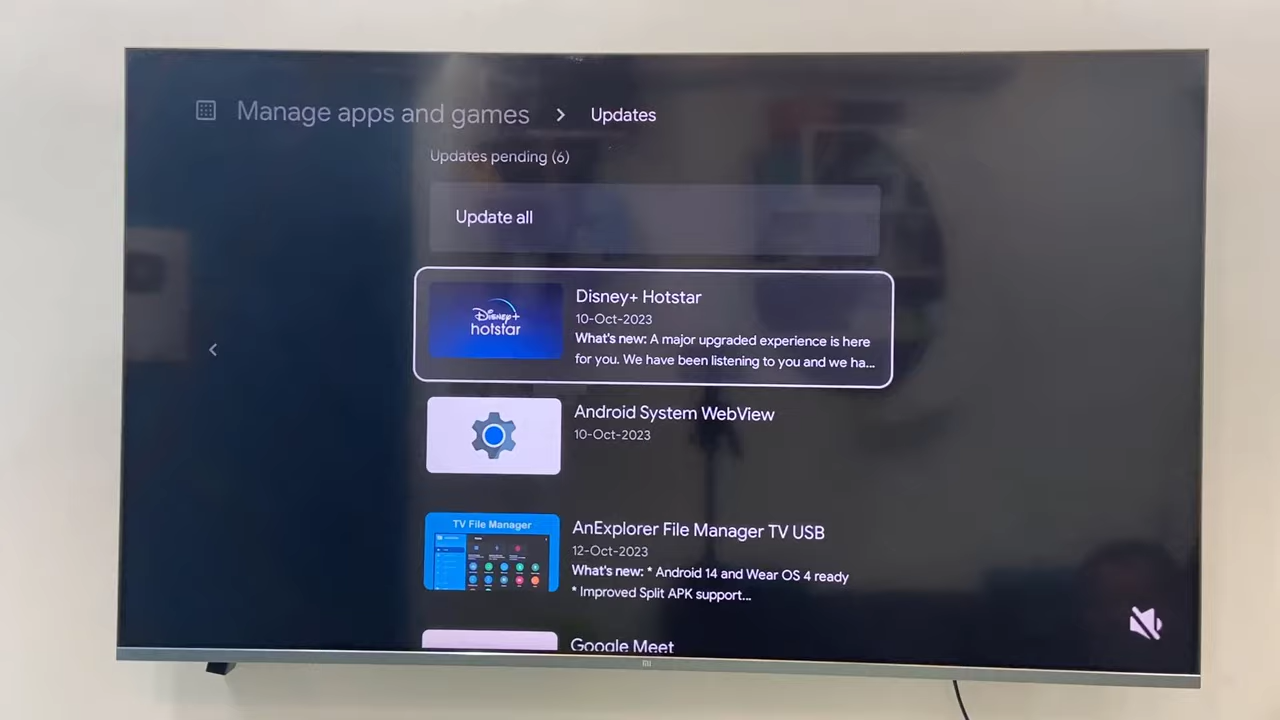 Manage apps and games > Updates
Updates pending (6)
Update all
Disney+
hotstar
Disney+ Hotstar
10-Oct-2023
What's new: A major upgraded experience is here
for you. We have been listening to you and we ha...
Android System WebView
10-Oct-2023
TV File Manager
AnExplorer File Manager TV USB
12-Oct-2023
What's new: * Android 14 and Wear OS 4 ready
* Improved Split APK support...
Google Meet
mi